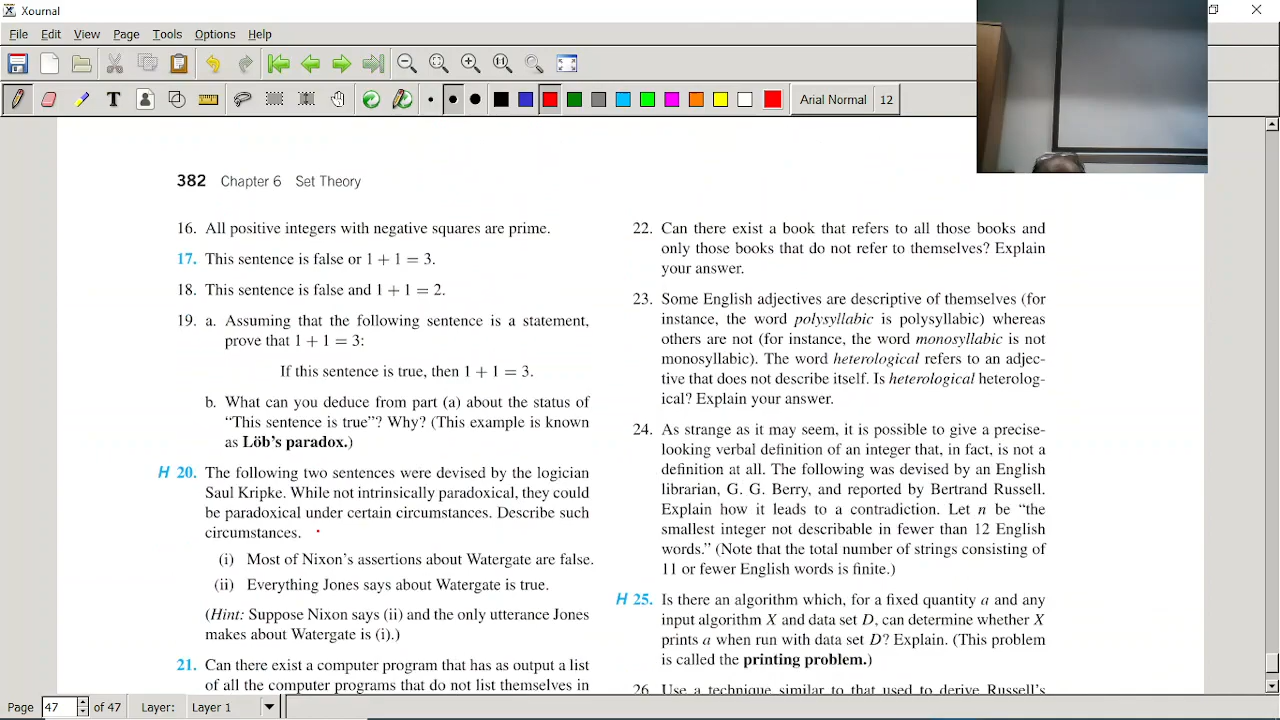 Xournal
File Edit View Page Tools Options Help
Arial Normal 12
382 Chapter 6 Set Theory
16. All positive integers with negative squares are prime.
17. This sentence is false or 1 + 1 = 3.
18. This sentence is false and 1 + 1 = 2.
19. a. Assuming that the following sentence is a statement,
prove that 1 + 1 = 3:
If this sentence is true, then 1 + 1 = 3.
b. What can you deduce from part (a) about the status of
“This sentence is true”? Why? (This example is known
as Löb’s paradox.)
H 20. The following two sentences were devised by the logician
Saul Kripke. While not intrinsically paradoxical, they could
be paradoxical under certain circumstances. Describe such
circumstances.
(i) Most of Nixon’s assertions about Watergate are false.
(ii) Everything Jones says about Watergate is true.
(Hint: Suppose Nixon says (ii) and the only utterance Jones
makes about Watergate is (i).)
21. Can there exist a computer program that has as output a list
of all the computer programs that do not list themselves in
22. Can there exist a book that refers to all those books and
only those books that do not refer to themselves? Explain
your answer.
23. Some English adjectives are descriptive of themselves (for
instance, the word polysyllabic is polysyllabic) whereas
others are not (for instance, the word monosyllabic is not
monosyllabic). The word heterological refers to an adjec-
tive that does not describe itself. Is heterological heterolog-
ical? Explain your answer.
24. As strange as it may seem, it is possible to give a precise-
looking verbal definition of an integer that, in fact, is not a
definition at all. The following was devised by an English
librarian, G. G. Berry, and reported by Bertrand Russell.
Explain how it leads to a contradiction. Let n be “the
smallest integer not describable in fewer than 12 English
words.” (Note that the total number of strings consisting of
11 or fewer English words is finite.)
H 25. Is there an algorithm which, for a fixed quantity a and any
input algorithm X and data set D, can determine whether X
prints a when run with data set D? Explain. (This problem
is called the printing problem.)
26. Use a technique similar to that used to derive Russell’s
Page 47 of 47 Layer: Layer 1